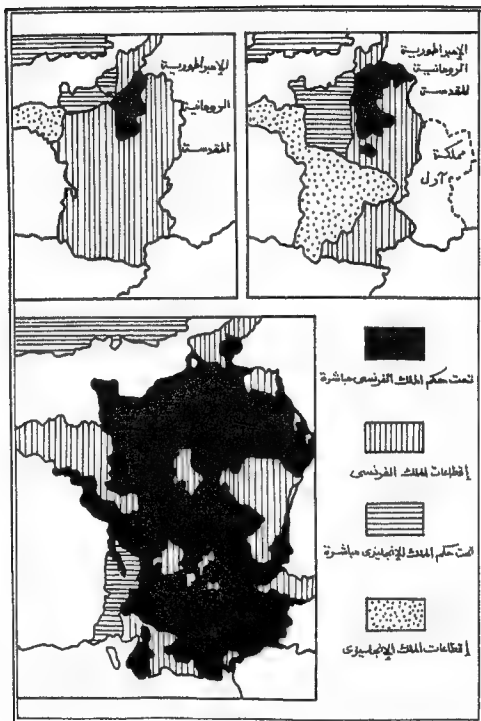 الإمبراطورية
الرومانية
المقدسة
مملكة
آرل
الإمبراطورية
الرومانية
المقدسة
تحت حكم الملك الفرنسى مباشرة
إقطاعات الملك الفرنسى
تحت حكم الملك الإنجليزى مباشرة
إقطاعات الملك الإنجليزى